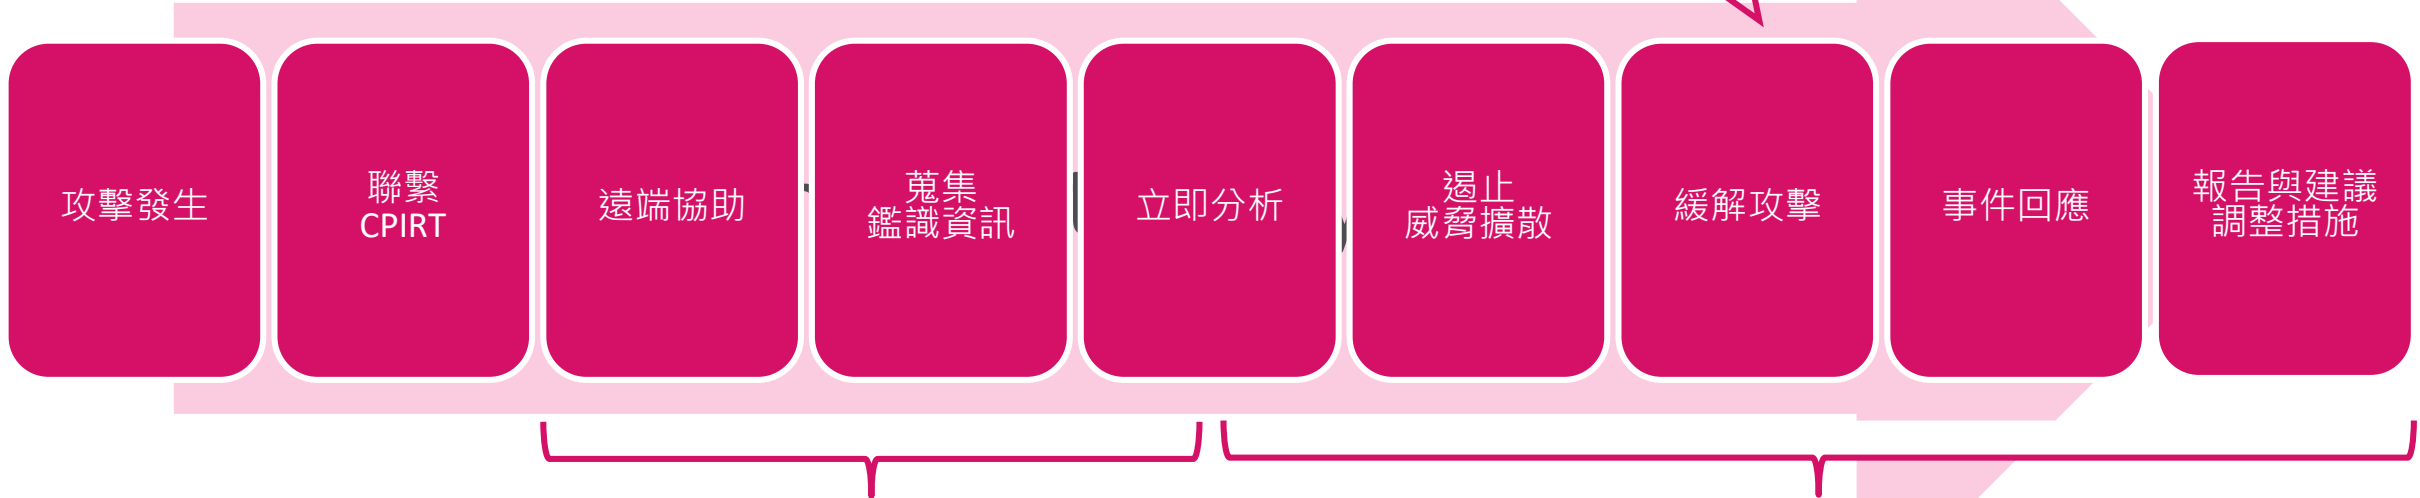 攻擊發生
聯繫
CPIRT
遠端協助
蒐集
鑑識資訊
立即分析
遏止
威脅擴散
緩解攻擊
事件回應
報告與建議
調整措施